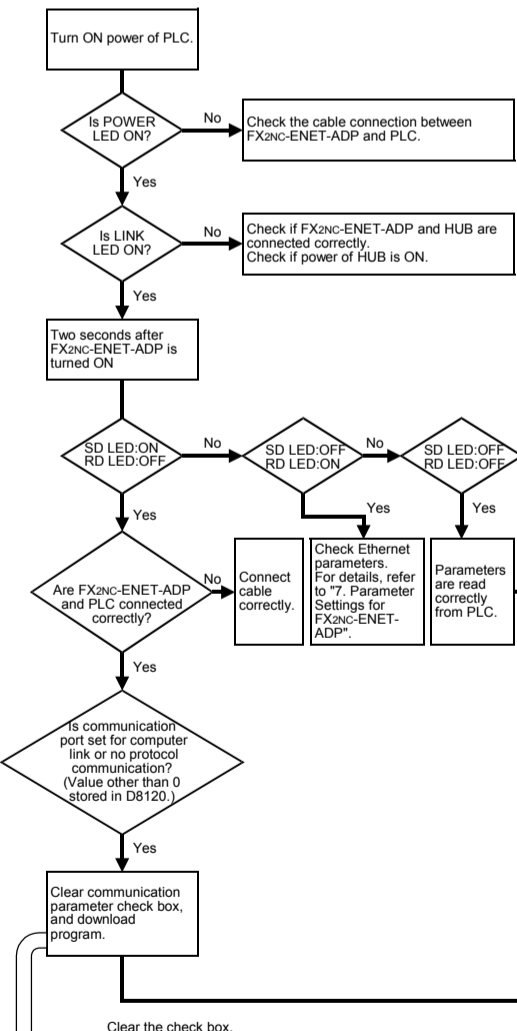 Turn ON power of PLC.
Is POWER
LED ON?
No
Check the cable connection between
FX2NC-ENET-ADP and PLC.
Yes
Is LINK
LED ON?
No
Check if FX2NC-ENET-ADP and HUB are
connected correctly.
Check if power of HUB is ON.
Yes
Two seconds after
FX2NC-ENET-ADP is
turned ON
SD LED:ON
RD LED:OFF
No
SD LED:OFF
RD LED:ON
No
SD LED:OFF
RD LED:OFF
Yes
Yes
Yes
Are FX2NC-ENET-ADP
and PLC connected
correctly?
No
Connect
cable
correctly.
Check Ethernet
parameters.
For details, refer
to "7. Parameter
Settings for
FX2NC-ENET-
ADP".
Parameters
are read
correctly
from PLC.
Yes
Is communication
port set for computer
link or no protocol
communication?
(Value other than 0
stored in D8120.)
Yes
Clear communication
parameter check box,
and download
program.
Clear the check box.